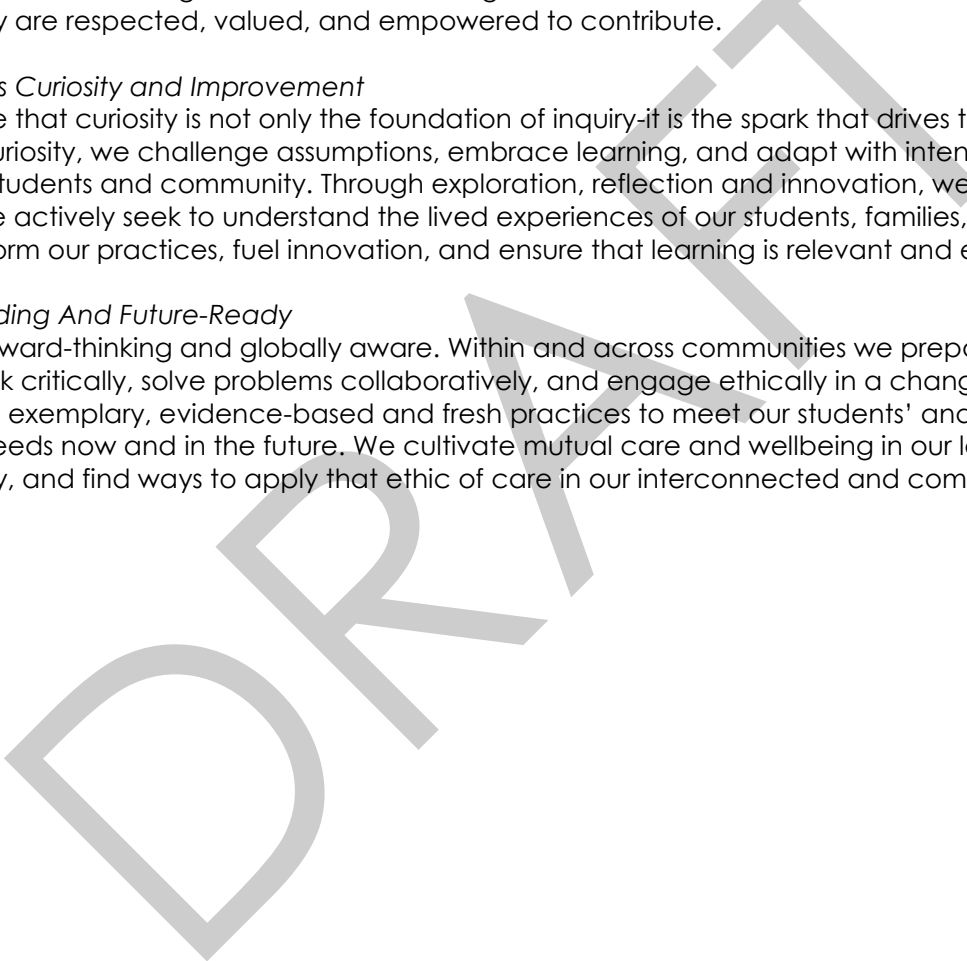 y are respected, valued, and empowered to contribute.
s Curiosity and Improvement
e that curiosity is not only the foundation of inquiry-it is the spark that drives t
uriosity, we challenge assumptions, embrace learning, and adapt with inten
tudents and community. Through exploration, reflection and innovation, we
e actively seek to understand the lived experiences of our students, families,
orm our practices, fuel innovation, and ensure that learning is relevant and e
ding And Future-Ready
ward-thinking and globally aware. Within and across communities we prepa
k critically, solve problems collaboratively, and engage ethically in a chang
exemplary, evidence-based and fresh practices to meet our students’ and
eeds now and in the future. We cultivate mutual care and wellbeing in our l
y, and find ways to apply that ethic of care in our interconnected and com
DRAFT